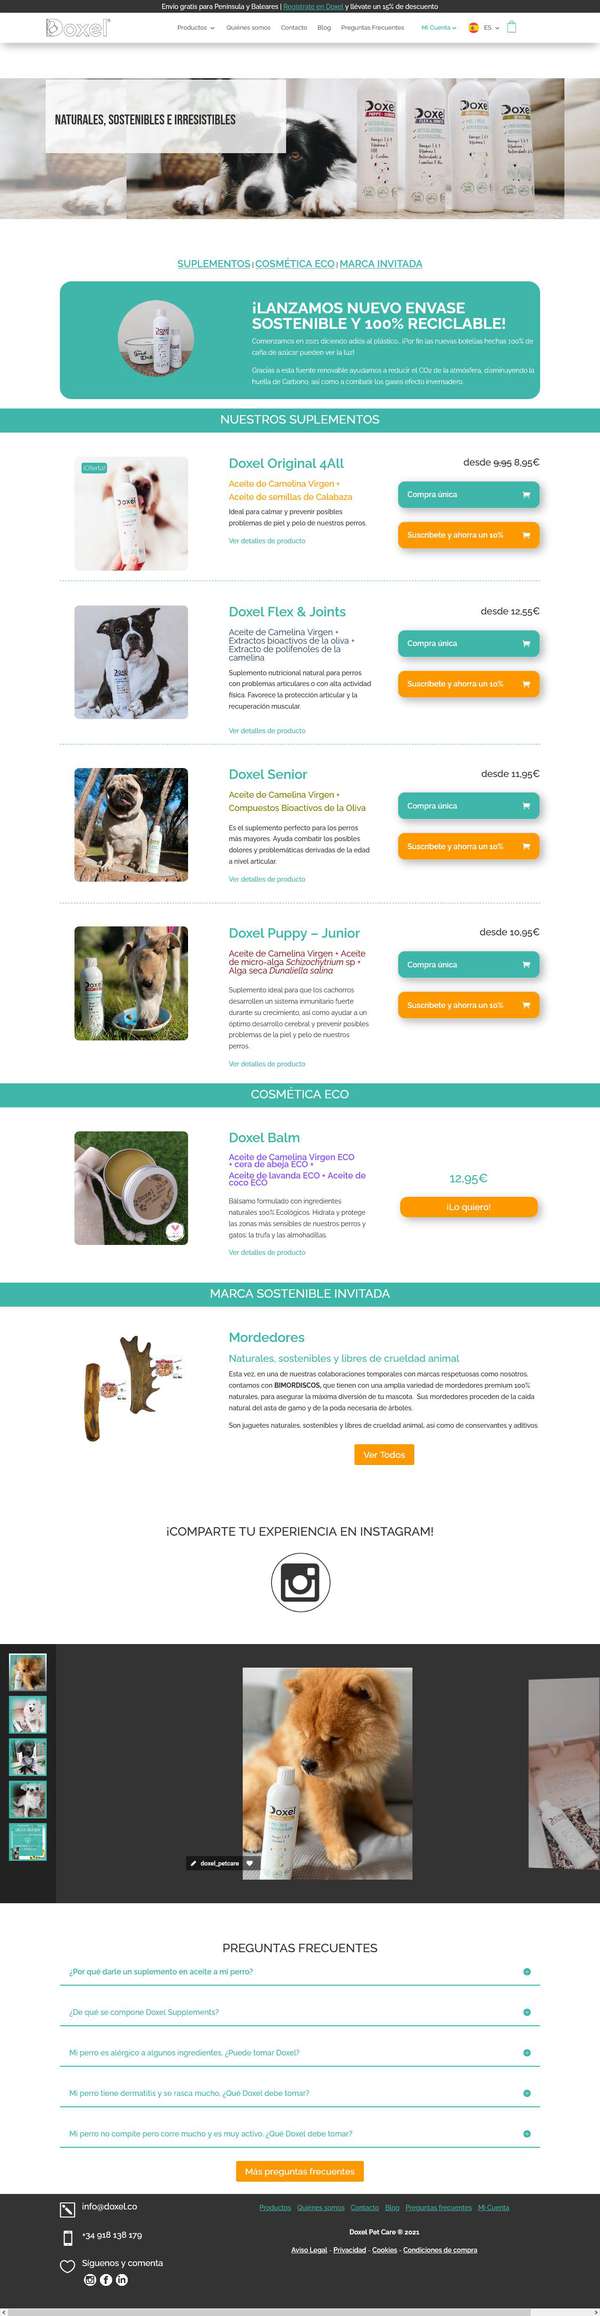 Envío gratis para Península y Baleares | Regístrate en Doxel y llévate un 15% de descuento
Doxel
Productos
Quiénes somos
Contacto
Blog
Preguntas Frecuentes
Mi Cuenta
ES
NATURALES, SOSTENIBLES E IRRESISTIBLES
SUPLEMENTOS | COSMÉTICA ECO | MARCA INVITADA
¡LANZAMOS NUEVO ENVASE
SOSTENIBLE Y 100% RECICLABLE!
Comenzamos en 2021 diciendo adiós al plástico... ¡Por fin las nuevas botellas hechas 100% de
caña de azúcar pueden ver la luz!
Gracias a esta fuente renovable ayudamos a reducir el CO2 de la atmósfera, disminuyendo la
huella de Carbono, así como a combatir los gases efecto invernadero.
NUESTROS SUPLEMENTOS
¡Oferta!
Doxel Original 4All
Aceite de Camelina Virgen +
Aceite de semillas de Calabaza
Ideal para calmar y prevenir posibles
problemas de piel y pelo de nuestros perros.
Ver detalles de producto
desde 9,95 8,95€
Compra única
Suscríbete y ahorra un 10%
Doxel Flex & Joints
Aceite de Camelina Virgen +
Extractos bioactivos de la oliva +
Extracto de polifenoles de la
camelina
Suplemento nutricional natural para perros
con problemas articulares o con alta actividad
física. Favorece la protección articular y la
recuperación muscular.
Ver detalles de producto
desde 12,55€
Compra única
Suscríbete y ahorra un 10%
Doxel Senior
Aceite de Camelina Virgen +
Compuestos Bioactivos de la Oliva
Es el suplemento perfecto para los perros
más mayores. Ayuda combatir los posibles
dolores y problemáticas derivadas de la edad
a nivel articular.
Ver detalles de producto
desde 11,95€
Compra única
Suscríbete y ahorra un 10%
Doxel Puppy – Junior
Aceite de Camelina Virgen + Aceite
de micro-alga Schizochytrium sp +
Alga seca Dunaliella salina
Suplemento ideal para que los cachorros
desarrollen un sistema inmunitario fuerte
durante su crecimiento, así como ayudar a un
óptimo desarrollo cerebral y prevenir posibles
problemas de la piel y pelo de nuestros
perros.
Ver detalles de producto
desde 10,95€
Compra única
Suscríbete y ahorra un 10%
COSMÉTICA ECO
Doxel Balm
Aceite de Camelina Virgen ECO
+ cera de abeja ECO +
Aceite de lavanda ECO + Aceite de
coco ECO
Bálsamo formulado con ingredientes
naturales 100% Ecológicos. Hidrata y protege
las zonas más sensibles de nuestros perros y
gatos: la trufa y las almohadillas.
Ver detalles de producto
12,95€
¡Lo quiero!
MARCA SOSTENIBLE INVITADA
Mordedores
Naturales, sostenibles y libres de crueldad animal
Esta vez, en una de nuestras colaboraciones temporales con marcas respetuosas como nosotros,
contamos con BIMORDISCOS, que tienen con una amplia variedad de mordedores premium 100%
naturales, para asegurar la máxima diversión de tu mascota. Sus mordedores proceden de la caída
natural del asta de gamo y de la poda necesaria de árboles.
Son juguetes naturales, sostenibles y libres de crueldad animal, así como de conservantes y aditivos.
Ver Todos
¡COMPARTE TU EXPERIENCIA EN INSTAGRAM!
Doxel
doxel_petcare
PREGUNTAS FRECUENTES
¿Por qué darle un suplemento en aceite a mi perro?
¿De qué se compone Doxel Supplements?
Mi perro es alérgico a algunos ingredientes, ¿Puede tomar Doxel?
Mi perro tiene dermatitis y se rasca mucho, ¿Qué Doxel debe tomar?
Mi perro no compite pero corre mucho y es muy activo, ¿Qué Doxel debe tomar?
Más preguntas frecuentes
info@doxel.co
+34 918 138 179
Síguenos y comenta
Productos Quiénes somos Contacto Blog Preguntas frecuentes Mi Cuenta
Doxel Pet Care ® 2021
Aviso Legal - Privacidad - Cookies - Condiciones de compra